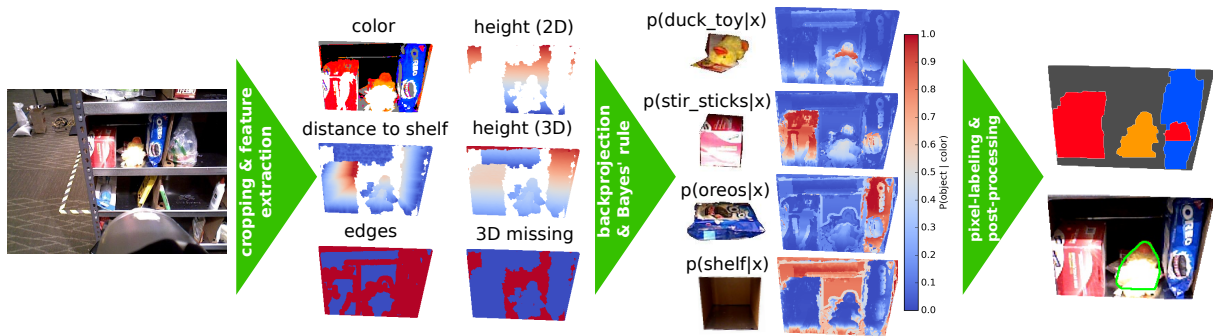 cropping & feature
extraction
color
height (2D)
distance to shelf
height (3D)
edges
3D missing
backprojection
& Bayes' rule
p(duck_toy|x)
p(stir_sticks|x)
p(oreos|x)
p(shelf|x)
1.0
0.9
0.8
0.7
0.6
0.5
0.4
0.3
0.2
0.1
0.0
P(object | color)
pixel-labeling &
post-processing